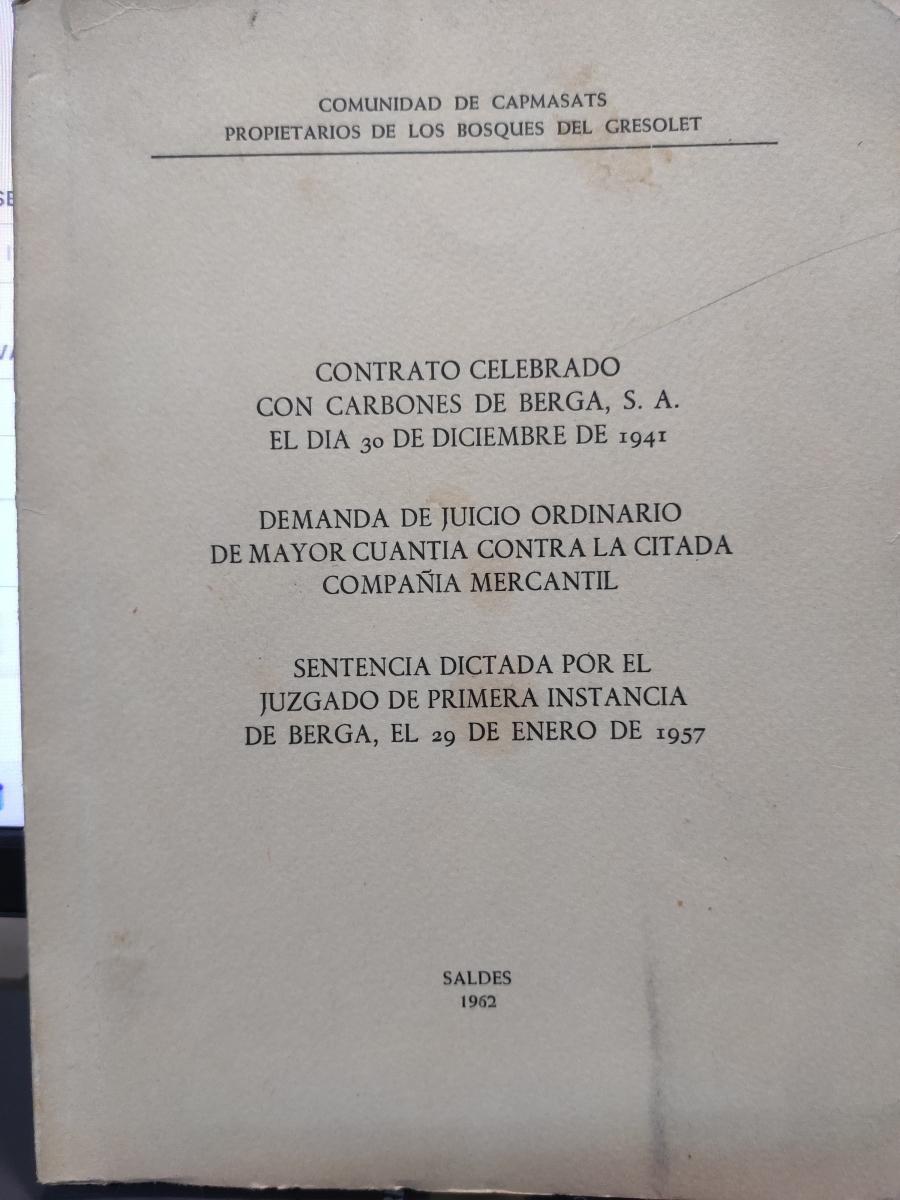 COMUNIDAD DE CAPMASATS
PROPIETARIOS DE LOS BOSQUES DEL GRESOLET
CONTRATO CELEBRADO
CON CARBONES DE BERGA, S. A.
EL DIA 30 DE DICIEMBRE DE 1941
DEMANDA DE JUICIO ORDINARIO
DE MAYOR CUANTIA CONTRA LA CITADA
COMPAÑIA MERCANTIL
SENTENCIA DICTADA POR EL
JUZGADO DE PRIMERA INSTANCIA
DE BERGA, EL 29 DE ENERO DE 1957
SALDES
1962